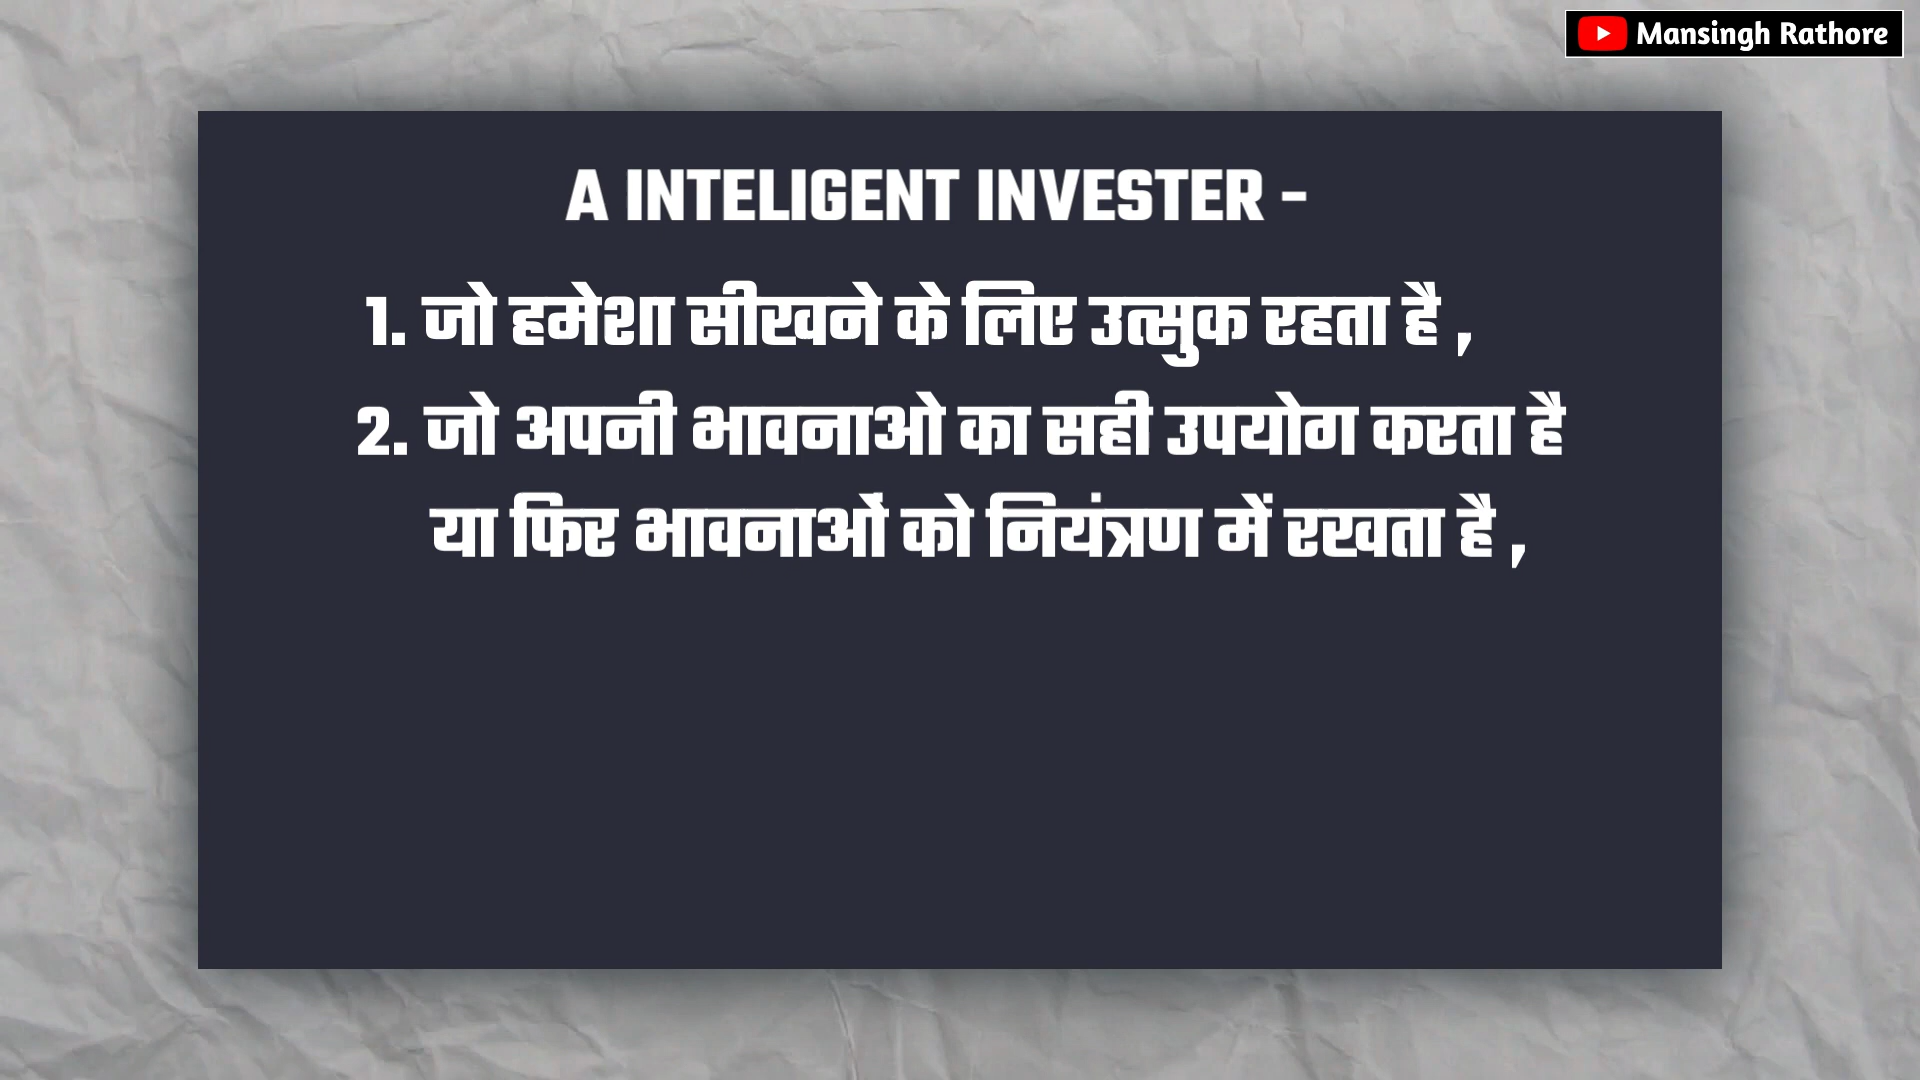 Mansingh Rathore
A INTELIGENT INVESTER -
1. जो हमेशा सीखने के लिए उत्सुक रहता है ,
2. जो अपनी भावनाओ का सही उपयोग करता है
या फिर भावनाओं को नियंत्रण में रखता है ,